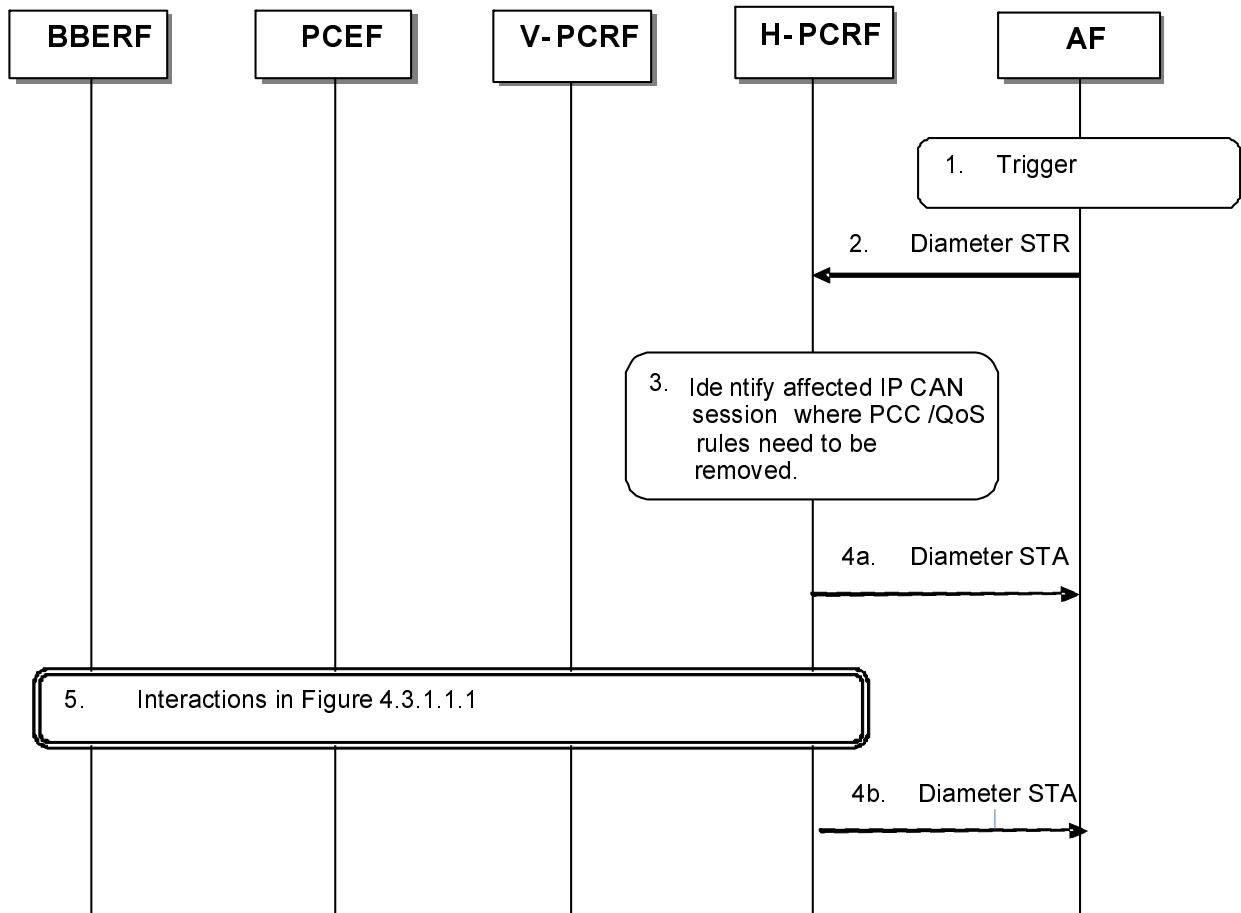 BBERF PCEF V-PCRF H-PCRF AF
1. Trigger
2. Diameter STR
3. Identify affected IP CAN
session where PCC /QoS
rules need to be
removed.
4a. Diameter STA
5. Interactions in Figure 4.3.1.1.1
4b. Diameter STA